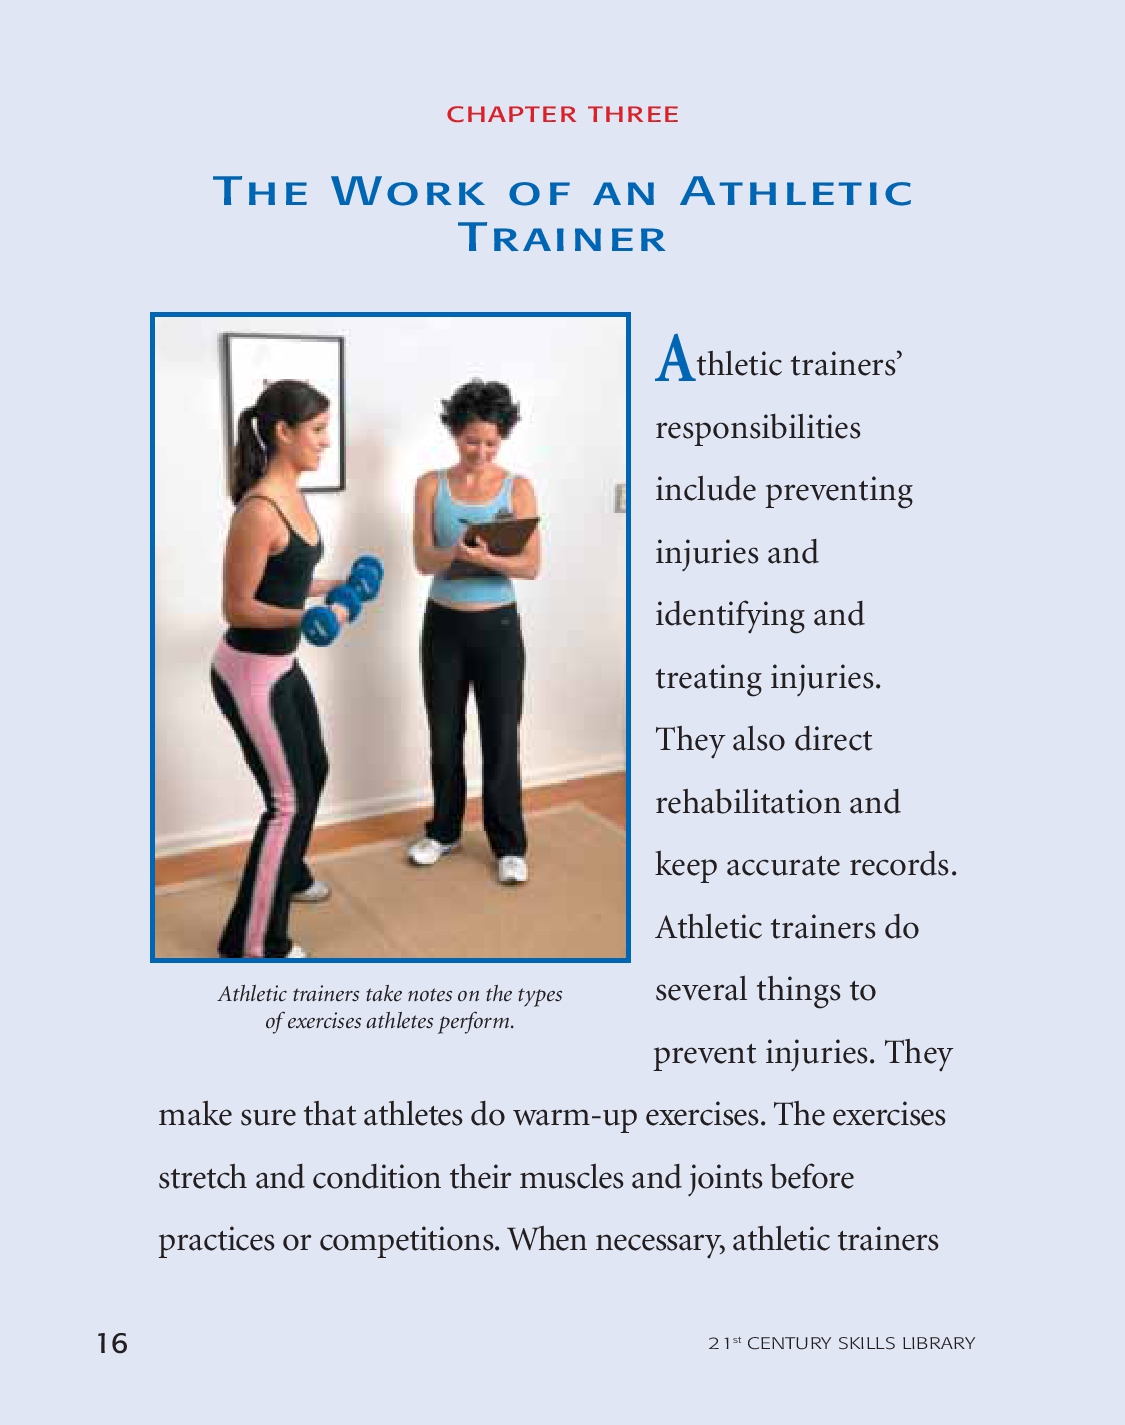 CHAPTER THREE
THE WORK OF AN ATHLETIC
TRAINER
Athletic trainers’
responsibilities
include preventing
injuries and
identifying and
treating injuries.
They also direct
rehabilitation and
keep accurate records.
Athletic trainers do
several things to
prevent injuries. They
Athletic trainers take notes on the types
of exercises athletes perform.
make sure that athletes do warm-up exercises. The exercises
stretch and condition their muscles and joints before
practices or competitions. When necessary, athletic trainers
16
21st CENTURY SKILLS LIBRARY